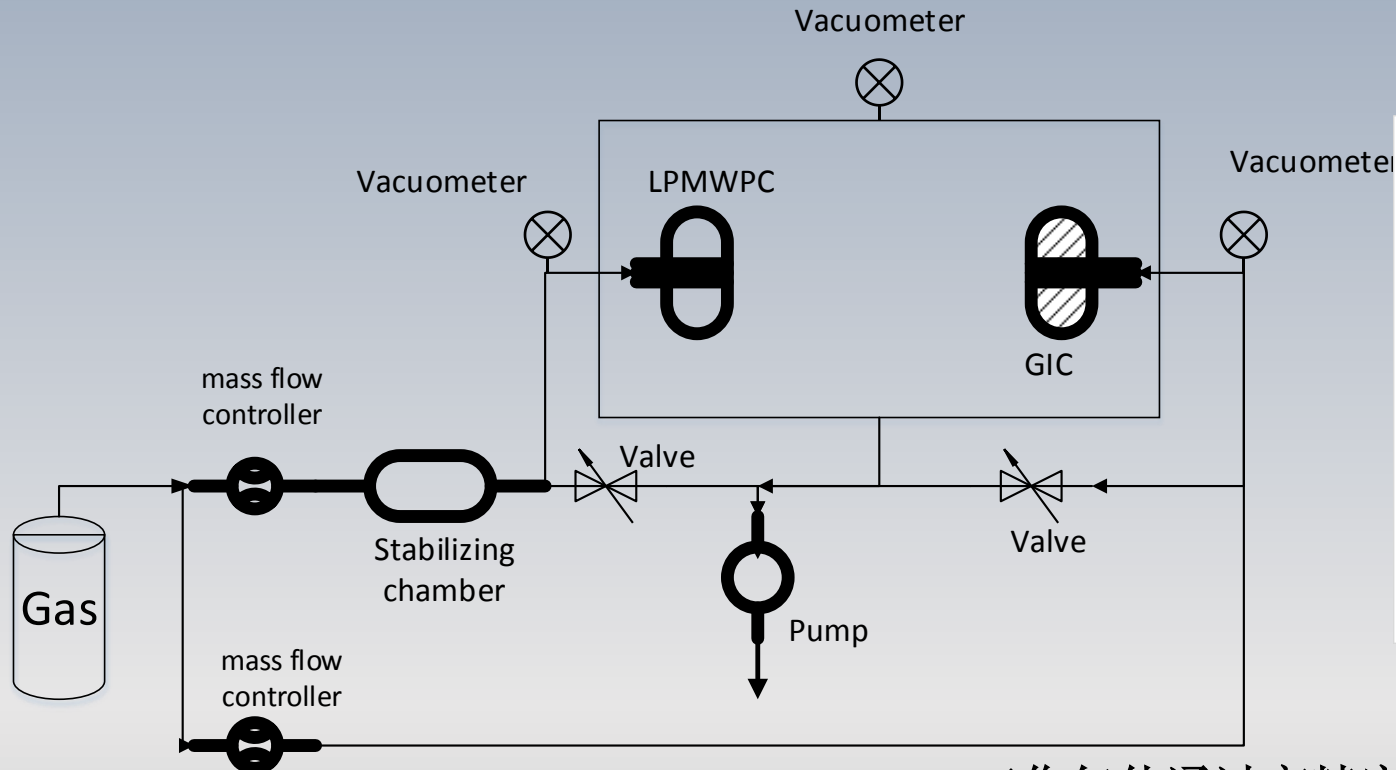 Vacuometer
Vacuometer
Vacuometer
LPMWPC
GIC
mass flow
controller
Valve
Valve
Stabilizing
chamber
Gas
Pump
mass flow
controller